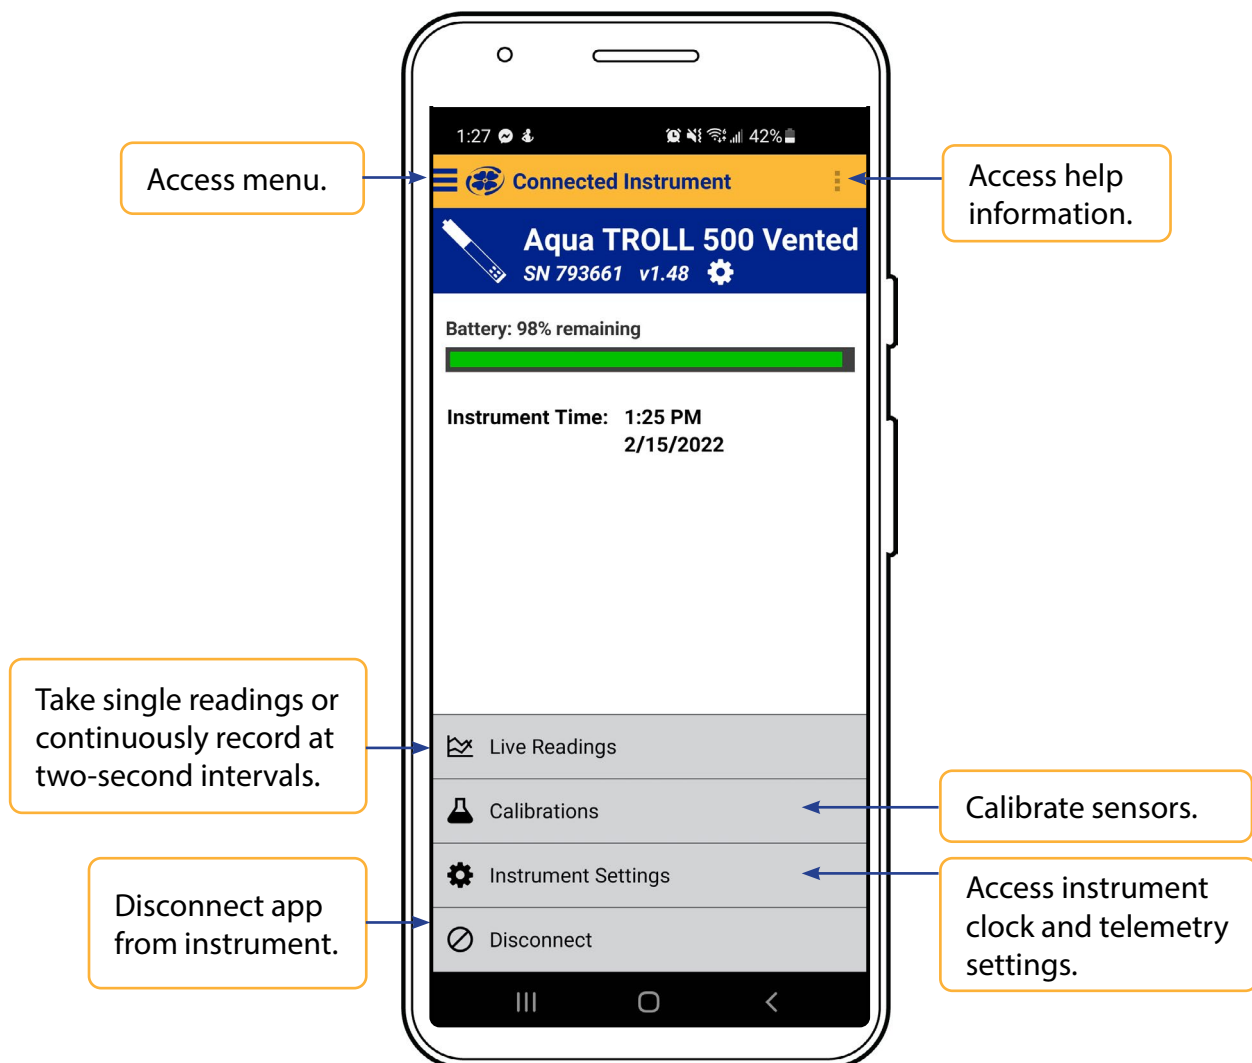 1:27 42%
Access menu.
Connected Instrument
Access help
information.
Aqua TROLL 500 Vented
SN 793661 v1.48
Battery: 98% remaining
Instrument Time: 1:25 PM
2/15/2022
Take single readings or
continuously record at
two-second intervals.
Live Readings
Calibrations
Calibrate sensors.
Instrument Settings
Access instrument
clock and telemetry
settings.
Disconnect app
from instrument.
Disconnect